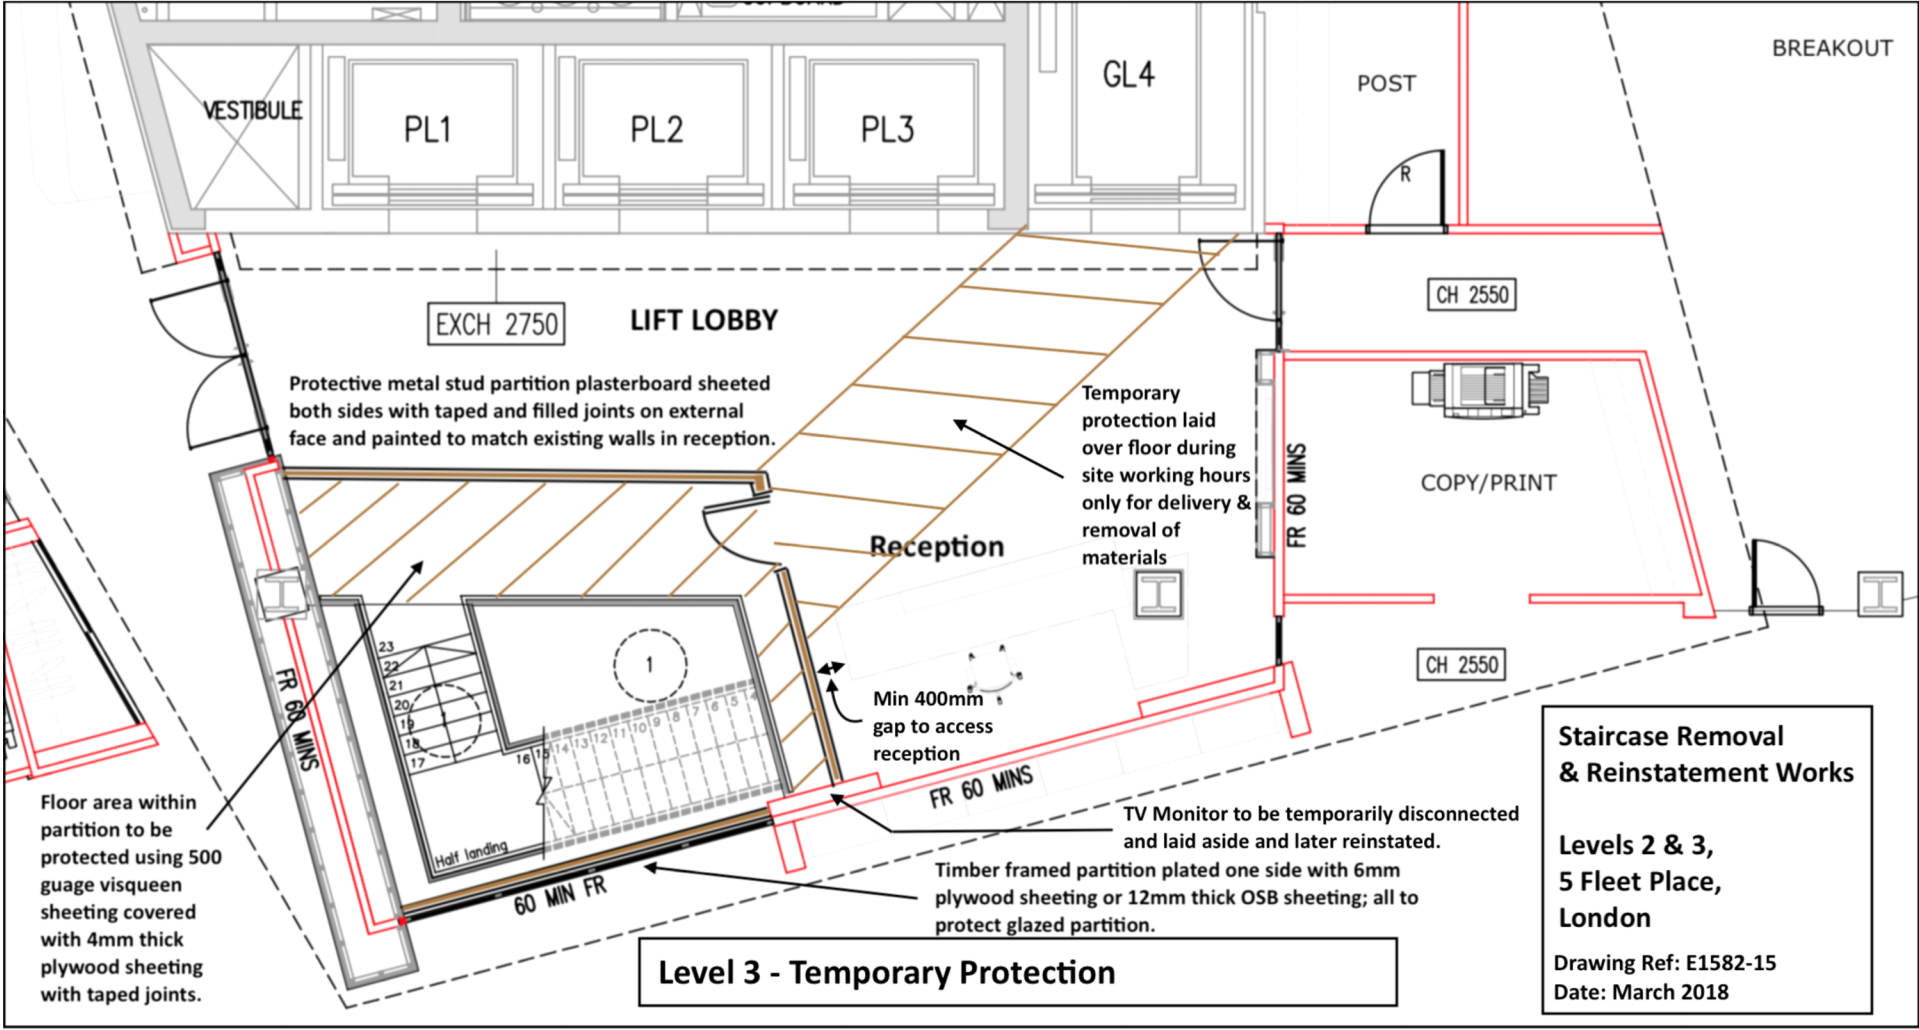 BREAKOUT
POST
GL4
VESTIBULE
PL1
PL2
PL3
R
CH 2550
EXCH 2750
LIFT LOBBY
Protective metal stud partition plasterboard sheeted
both sides with taped and filled joints on external
face and painted to match existing walls in reception.
Temporary
protection laid
over floor during
site working hours
only for delivery &
removal of
materials
FR 60 MINS
COPY/PRINT
Reception
CH 2550
1
23
22
21
20
19
18
17
1
16
15
14
13
12
11
10
9
8
7
6
5
4
Half landing
FR 60 MINS
Min 400mm
gap to access
reception
FR 60 MINS
60 MIN FR
Floor area within
partition to be
protected using 500
guage visqueen
sheeting covered
with 4mm thick
plywood sheeting
with taped joints.
TV Monitor to be temporarily disconnected
and laid aside and later reinstated.
Timber framed partition plated one side with 6mm
plywood sheeting or 12mm thick OSB sheeting; all to
protect glazed partition.
Level 3 - Temporary Protection
Staircase Removal
& Reinstatement Works
Levels 2 & 3,
5 Fleet Place,
London
Drawing Ref: E1582-15
Date: March 2018